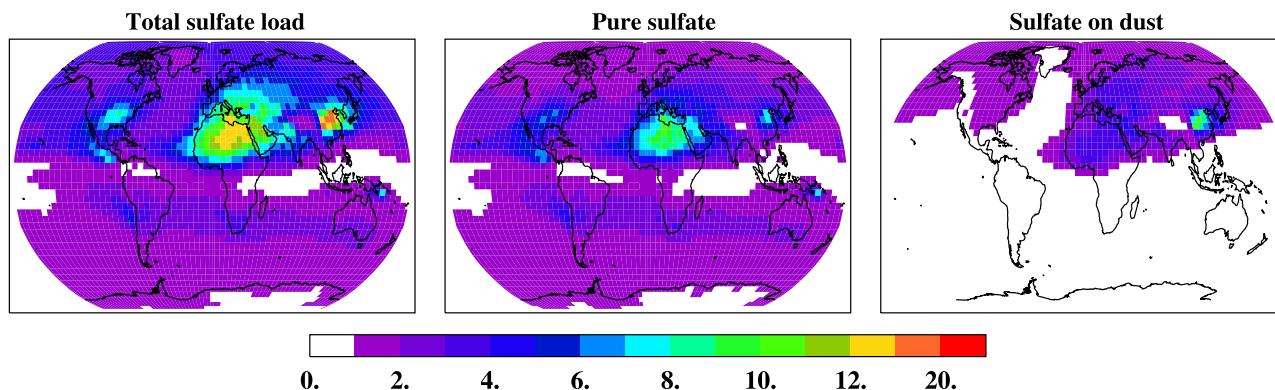 Total sulfate load
Pure sulfate
Sulfate on dust
0. 2. 4. 6. 8. 10. 12. 20.